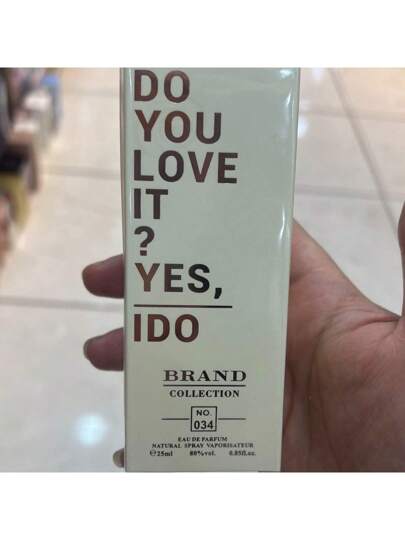 DO
YOU
LOVE
IT
?
YES,
IDO
BRAND
COLLECTION
NO.
034
EAU DE PARFUM
NATURAL SPRAY VAPORISATEUR
℮25ml 80%vol. 0.85fl.oz.